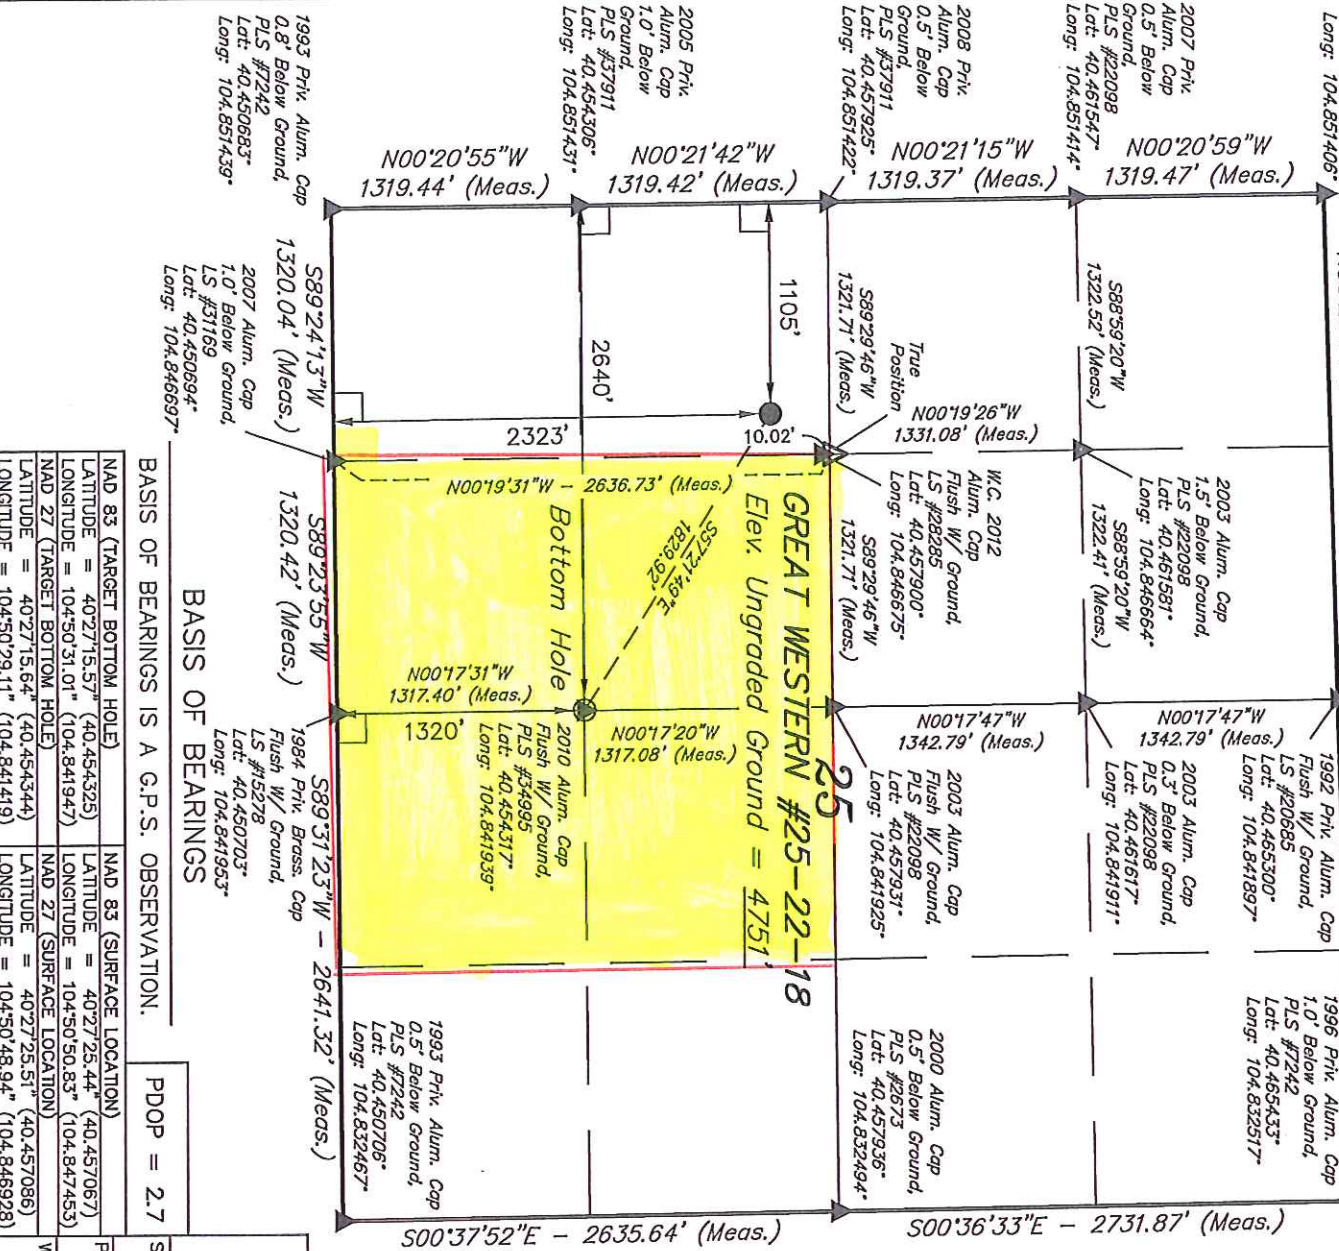 Long: 104.851406°
2007 Priv.
Alum. Cap
0.5' Below
Ground,
PLS #22098
Lat: 40.461547°
Long: 104.851414°
2008 Priv.
Alum. Cap
0.5' Below
Ground,
PLS #37911
Lat: 40.457925°
Long: 104.851422°
2005 Priv.
Alum. Cap
1.0' Below
Ground,
PLS #37911
Lat: 40.454306°
Long: 104.851431°
1993 Priv. Alum. Cap
0.8' Below Ground,
PLS #7242
Lat: 40.450683°
Long: 104.851439°
N00°20'55"W
1319.44' (Meas.)
N00°21'42"W
1319.42' (Meas.)
N00°21'15"W
1319.37' (Meas.)
N00°20'59"W
1319.47' (Meas.)
S88°59'20"W
1322.52' (Meas.)
S89°29'46"W
1321.71' (Meas.)
1105'
2640'
2323'
10.02'
True
Position
N00°19'26"W
1331.08' (Meas.)
2003 Alum. Cap
1.5' Below Ground,
PLS #22098
Lat: 40.461581°
Long: 104.846664°
S88°59'20"W
1322.41' (Meas.)
W.C. 2012
Alum. Cap
Flush W/ Ground,
LS #28285
Lat: 40.457900°
Long: 104.846675°
S89°29'46"W
1321.71' (Meas.)
GREAT WESTERN #25-22-18
Elev. Ungraded Ground = 4751'
N00°19'31"W - 2636.73' (Meas.)
S57°21'49"E
1829.92'
Bottom Hole
25
N00°17'31"W
1317.40' (Meas.)
1320'
N00°17'20"W
1317.08' (Meas.)
N00°17'47"W
1342.79' (Meas.)
N00°17'47"W
1342.79' (Meas.)
2010 Alum. Cap
Flush W/ Ground,
PLS #34995
Lat: 40.454317°
Long: 104.841939°
2003 Alum. Cap
Flush W/ Ground,
PLS #22098
Lat: 40.457931°
Long: 104.841925°
2003 Alum. Cap
0.3' Below Ground,
PLS #22098
Lat: 40.461617°
Long: 104.841911°
1992 Priv. Alum. Cap
Flush W/ Ground,
LS #20685
Lat: 40.465300°
Long: 104.841897°
1996 Priv. Alum. Cap
1.0' Below Ground,
PLS #7242
Lat: 40.465433°
Long: 104.832517°
2000 Alum. Cap
0.5' Below Ground,
PLS #2673
Lat: 40.457936°
Long: 104.832494°
1993 Priv. Alum. Cap
0.5' Below Ground,
PLS #7242
Lat: 40.450706°
Long: 104.832467°
S00°37'52"E - 2635.64' (Meas.)
S00°36'33"E - 2731.87' (Meas.)
S89°24'13"W
1320.04' (Meas.)
2007 Alum. Cap
1.0' Below Ground,
LS #31169
Lat: 40.450694°
Long: 104.846697°
S89°23'55"W
1320.42' (Meas.)
1984 Priv. Brass. Cap
Flush W/ Ground,
LS #15278
Lat: 40.450703°
Long: 104.841953°
S89°31'23"W - 2641.32' (Meas.)
BASIS OF BEARINGS
BASIS OF BEARINGS IS A G.P.S. OBSERVATION.
PDOP = 2.7
NAD 83 (TARGET BOTTOM HOLE)
LATITUDE = 40°27'15.57" (40.454325)
LONGITUDE = 104°50'31.01" (104.841947)
NAD 27 (TARGET BOTTOM HOLE)
LATITUDE = 40°27'15.64" (40.454344)
LONGITUDE = 104°50'29.11" (104.841419)
NAD 83 (SURFACE LOCATION)
LATITUDE = 40°27'25.44" (40.457067)
LONGITUDE = 104°50'50.83" (104.847453)
NAD 27 (SURFACE LOCATION)
LATITUDE = 40°27'25.51" (40.457086)
LONGITUDE = 104°50'48.94" (104.846928)